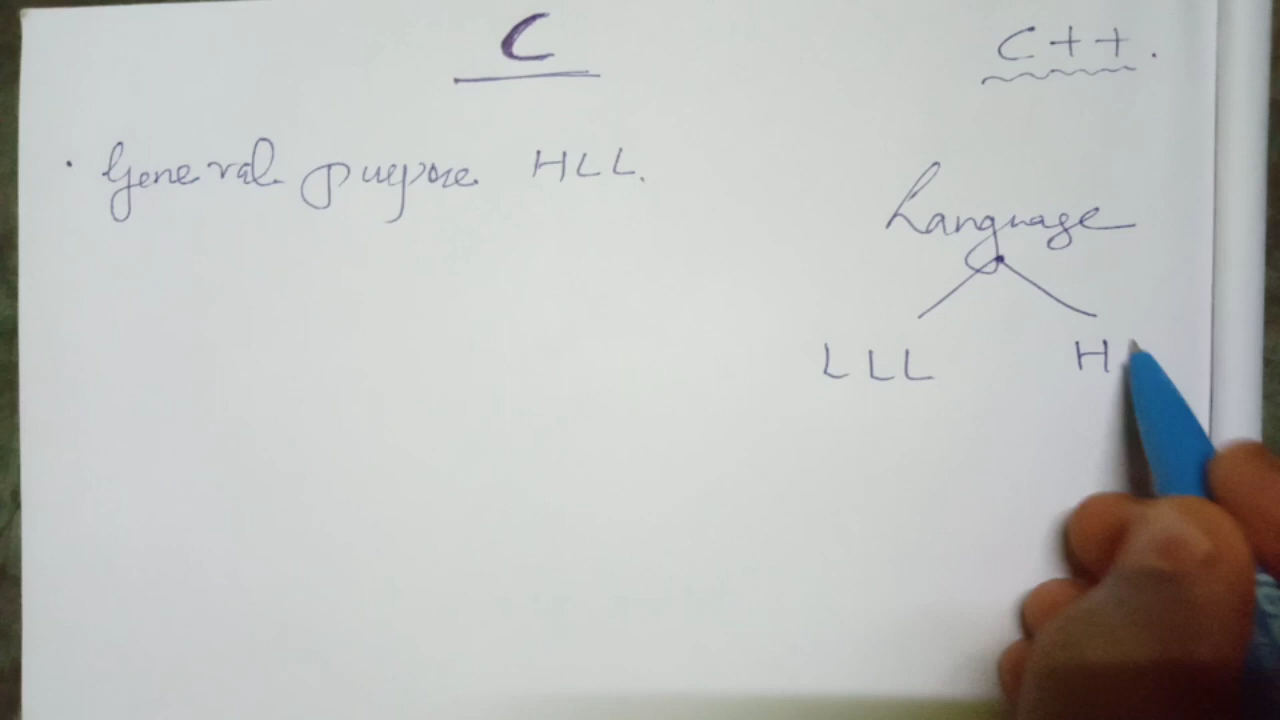 C
C++.
. General purpose HLL.
Language
LLL H